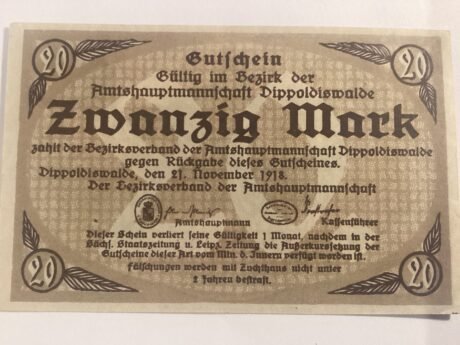 20 20
Gutschein
Gültig im Bezirk der
Amtshauptmannschaft Dippoldiswalde
Zwanzig Mark
zahlt der Bezirksverband der Amtshauptmannschaft Dippoldiswalde
gegen Rückgabe dieses Gutscheines.
Dippoldiswalde, den 21. November 1918.
Der Bezirksverband der Amtshauptmannschaft
Amtshauptmann Kassenführer
Dieser Schein verliert seine Gültigkeit 1 Monat, nachdem in der
Sächs. Staatszeitung u. Leipz. Zeitung die Außerkurssetzung der
Gutscheine dieser Art vom Min. d. Innern verfügt worden ist.
Fälschungen werden mit Zuchthaus nicht unter
2 Jahren bestraft.
20 20